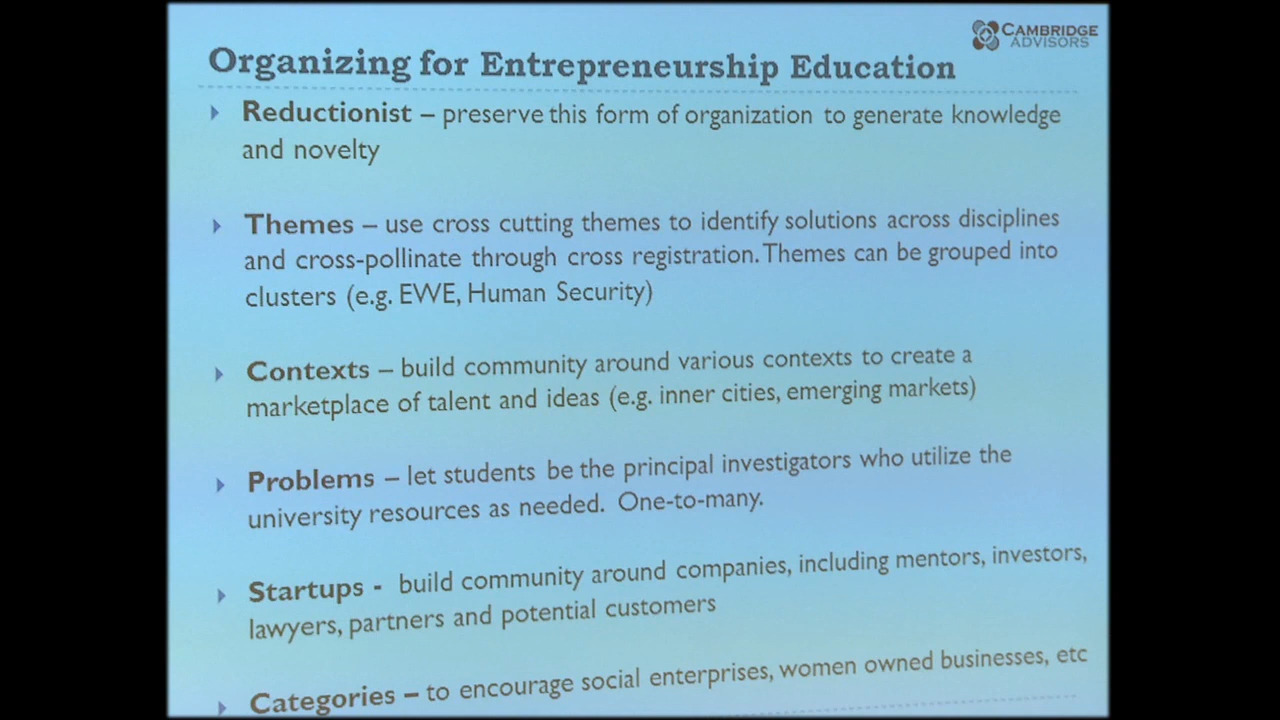 CAMBRIDGE
ADVISORS
Organizing for Entrepreneurship Education
Reductionist – preserve this form of organization to generate knowledge
and novelty
Themes – use cross cutting themes to identify solutions across disciplines
and cross-pollinate through cross registration. Themes can be grouped into
clusters (e.g. EWE, Human Security)
Contexts – build community around various contexts to create a
marketplace of talent and ideas (e.g. inner cities, emerging markets)
Problems – let students be the principal investigators who utilize the
university resources as needed. One-to-many.
Startups - build community around companies, including mentors, investors,
lawyers, partners and potential customers
Categories – to encourage social enterprises, women owned businesses, etc